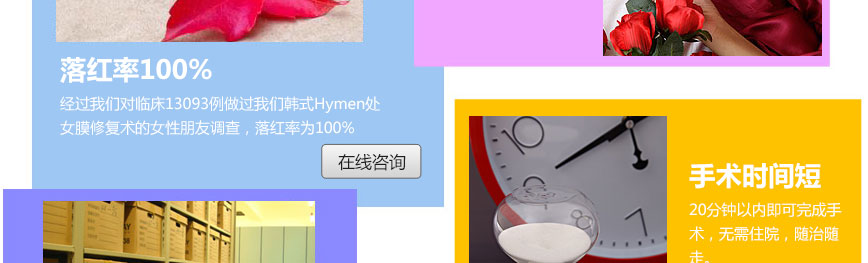 落红率100%
经过我们对临床13093例做过我们韩式Hymen处
女膜修复术的女性朋友调查，落红率为100%
在线咨询
手术时间短
20分钟以内即可完成手
术，无需住院，随治随
走。